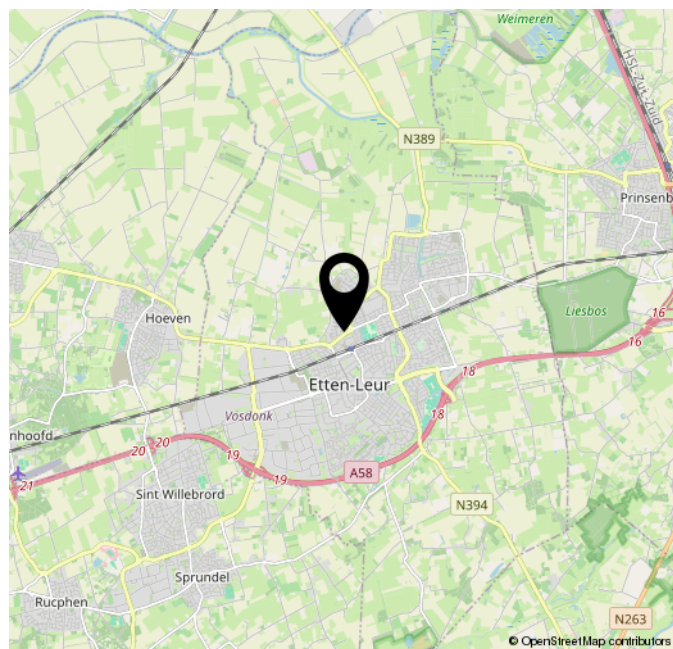 Weimeren
HSL-Zuid
N389
Prinsenb
Hoeven
Liesbos
16
16
Etten-Leur
18
Vosdonk
18
nhoofd
20
20
19
19
A58
21
Sint Willebrord
N394
Sprundel
Rucphen
N263
© OpenStreetMap contributors